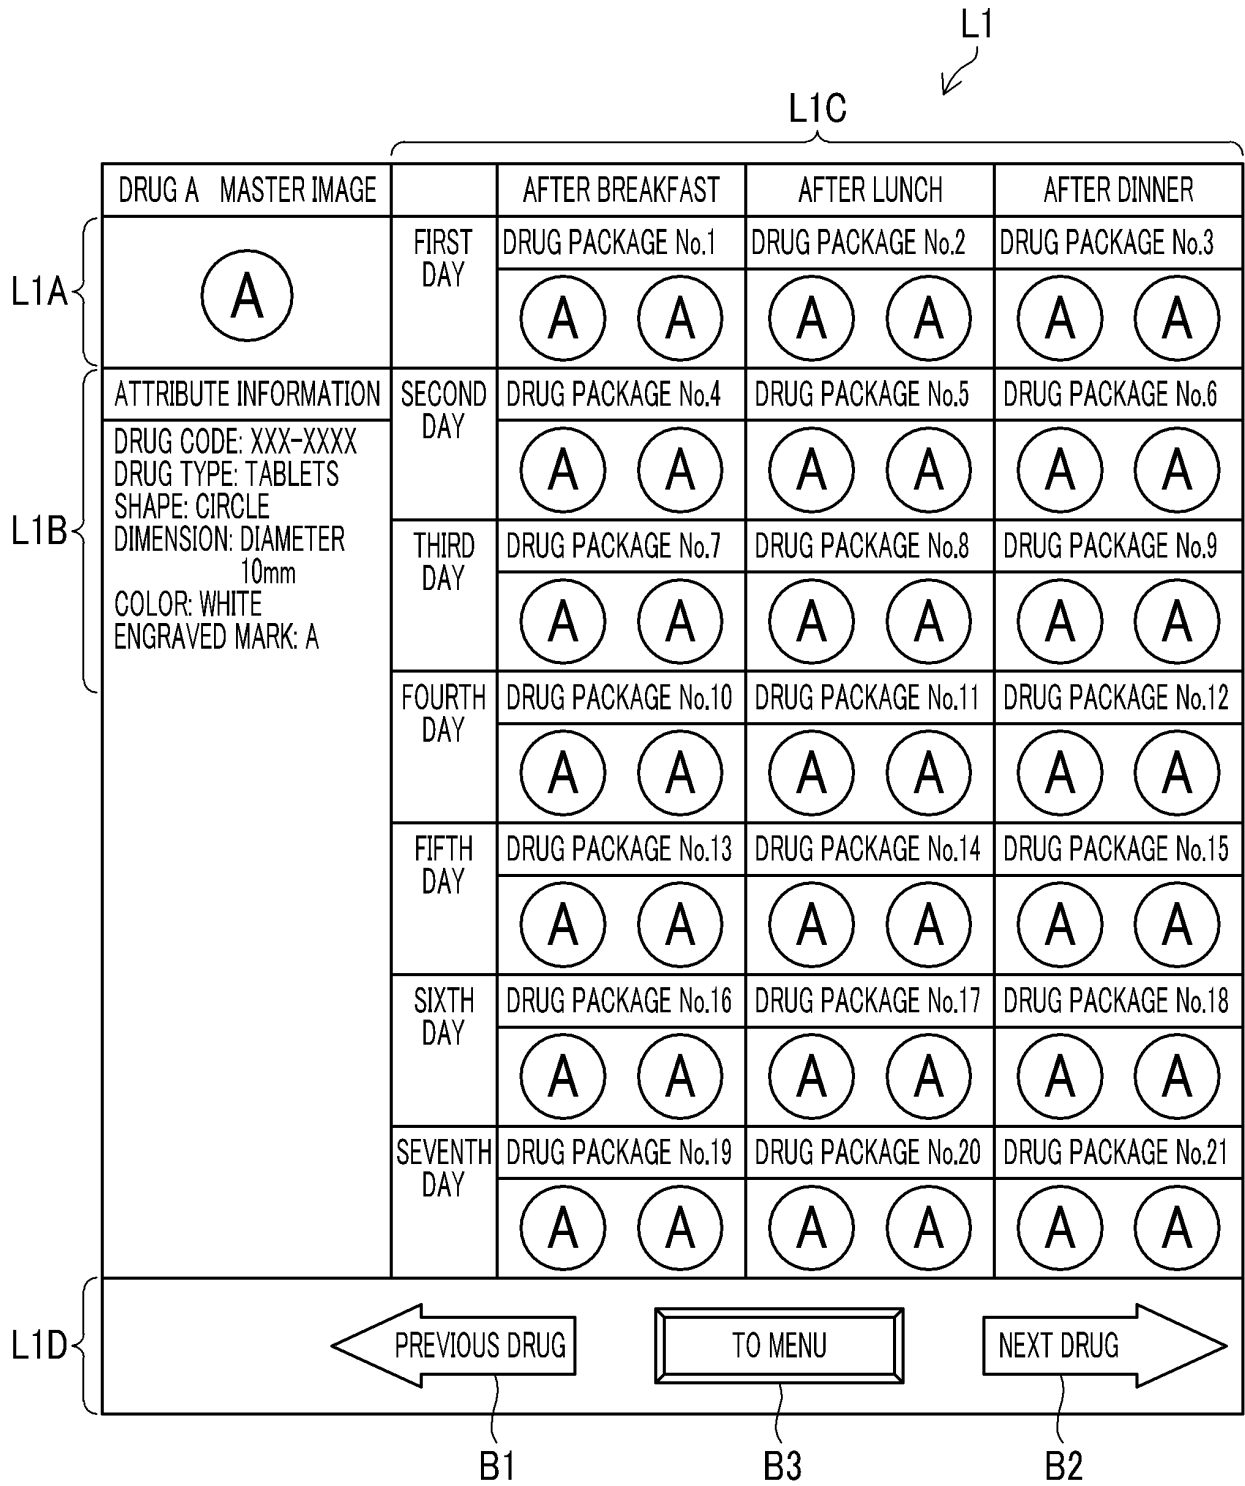 L1
L1C
DRUG A MASTER IMAGE
AFTER BREAKFAST
AFTER LUNCH
AFTER DINNER
L1A
A
FIRST
DAY
DRUG PACKAGE No.1
DRUG PACKAGE No.2
DRUG PACKAGE No.3
A A
A A
A A
L1B
ATTRIBUTE INFORMATION
DRUG CODE: XXX-XXXX
DRUG TYPE: TABLETS
SHAPE: CIRCLE
DIMENSION: DIAMETER
10mm
COLOR: WHITE
ENGRAVED MARK: A
SECOND
DAY
DRUG PACKAGE No.4
DRUG PACKAGE No.5
DRUG PACKAGE No.6
A A
A A
A A
THIRD
DAY
DRUG PACKAGE No.7
DRUG PACKAGE No.8
DRUG PACKAGE No.9
A A
A A
A A
FOURTH
DAY
DRUG PACKAGE No.10
DRUG PACKAGE No.11
DRUG PACKAGE No.12
A A
A A
A A
FIFTH
DAY
DRUG PACKAGE No.13
DRUG PACKAGE No.14
DRUG PACKAGE No.15
A A
A A
A A
SIXTH
DAY
DRUG PACKAGE No.16
DRUG PACKAGE No.17
DRUG PACKAGE No.18
A A
A A
A A
SEVENTH
DAY
DRUG PACKAGE No.19
DRUG PACKAGE No.20
DRUG PACKAGE No.21
A A
A A
A A
L1D
PREVIOUS DRUG
TO MENU
NEXT DRUG
B1
B3
B2